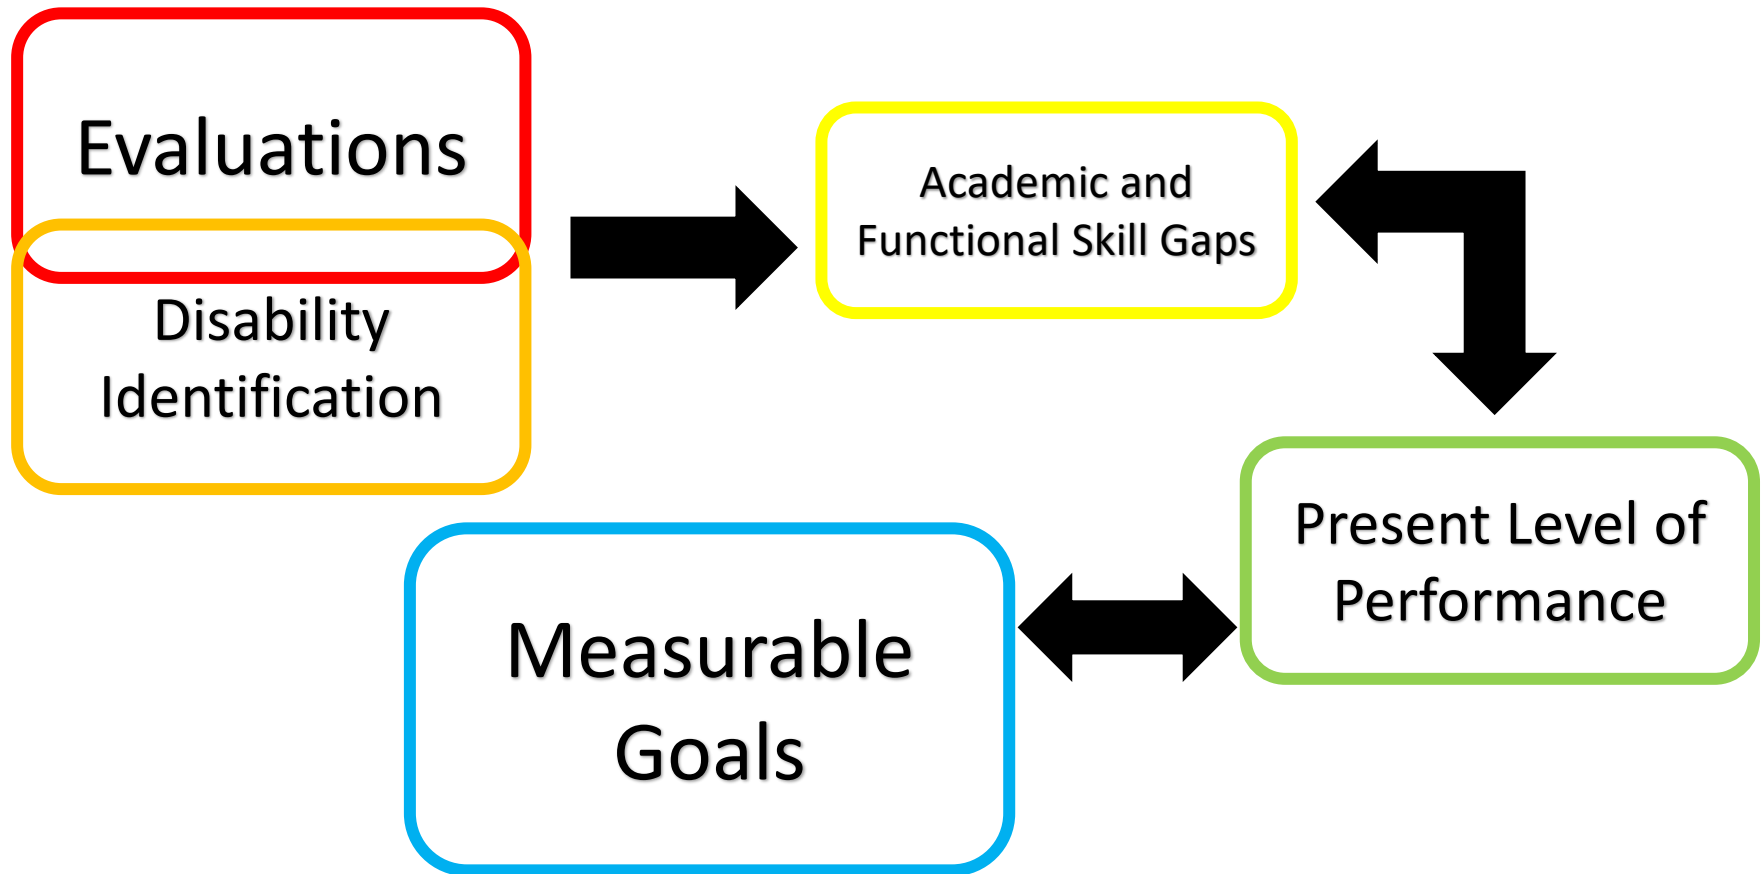 Evaluations
Disability
Identification
Academic and
Functional Skill Gaps
Present Level of
Performance
Measurable
Goals